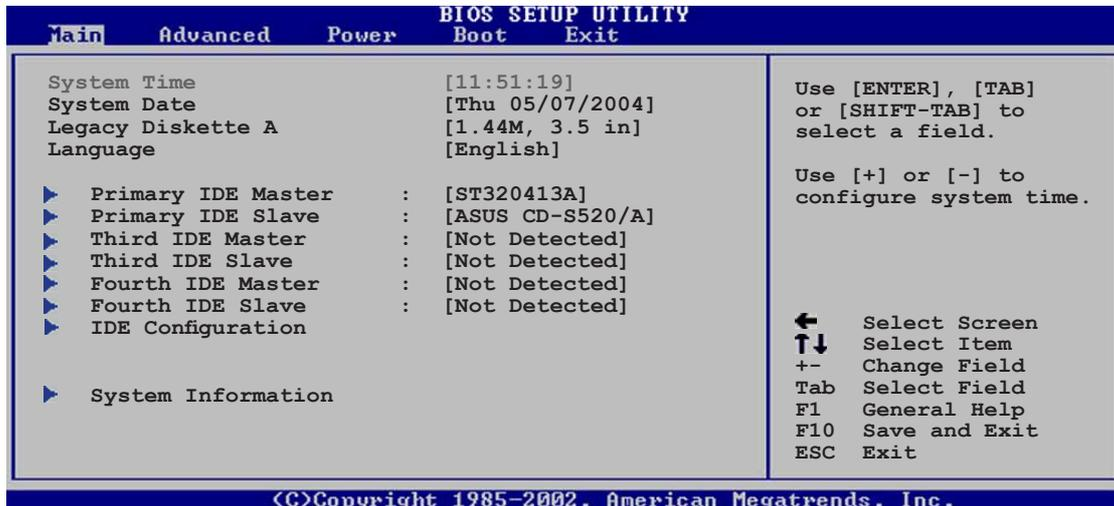 BIOS SETUP UTILITY
Main Advanced Power Boot Exit
System Time [11:51:19]
System Date [Thu 05/07/2004]
Legacy Diskette A [1.44M, 3.5 in]
Language [English]
Primary IDE Master : [ST320413A]
Primary IDE Slave : [ASUS CD-S520/A]
Third IDE Master : [Not Detected]
Third IDE Slave : [Not Detected]
Fourth IDE Master : [Not Detected]
Fourth IDE Slave : [Not Detected]
IDE Configuration
System Information
Use [ENTER], [TAB]
or [SHIFT-TAB] to
select a field.
Use [+] or [-] to
configure system time.
← Select Screen
↑↓ Select Item
+- Change Field
Tab Select Field
F1 General Help
F10 Save and Exit
ESC Exit
(C)Copyright 1985-2002, American Megatrends, Inc.